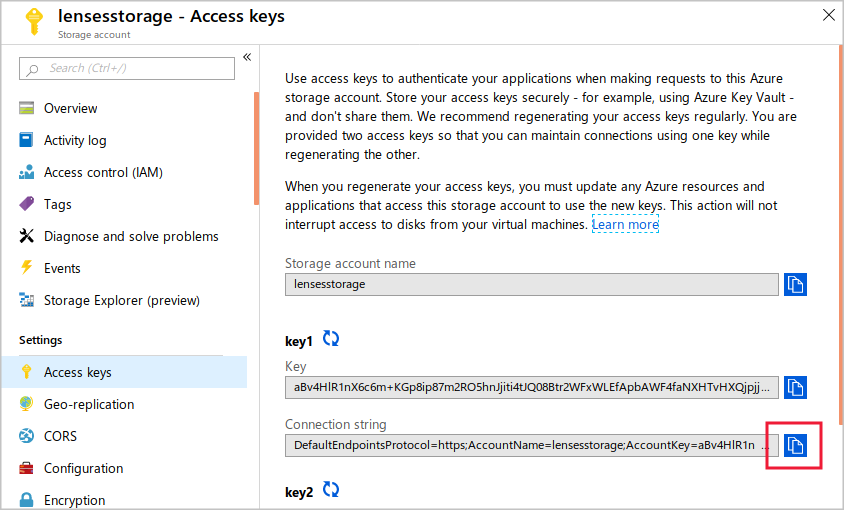 lensesstorage - Access keys
Storage account
Search (Ctrl+/)
Overview
Activity log
Access control (IAM)
Tags
Diagnose and solve problems
Events
Storage Explorer (preview)
Settings
Access keys
Geo-replication
CORS
Configuration
Encryption
Use access keys to authenticate your applications when making requests to this Azure
storage account. Store your access keys securely - for example, using Azure Key Vault -
and don't share them. We recommend regenerating your access keys regularly. You are
provided two access keys so that you can maintain connections using one key while
regenerating the other.
When you regenerate your access keys, you must update any Azure resources and
applications that access this storage account to use the new keys. This action will not
interrupt access to disks from your virtual machines. Learn more
Storage account name
lensesstorage
key1
Key
aBv4HlR1nX6c6m+KGp8ip87m2RO5hnJjiti4tJQ08Btr2WFxWLEfApbAWF4faNXHTvHXQjpjj...
Connection string
DefaultEndpointsProtocol=https;AccountName=lensesstorage;AccountKey=aBv4HlR1n ...
key2